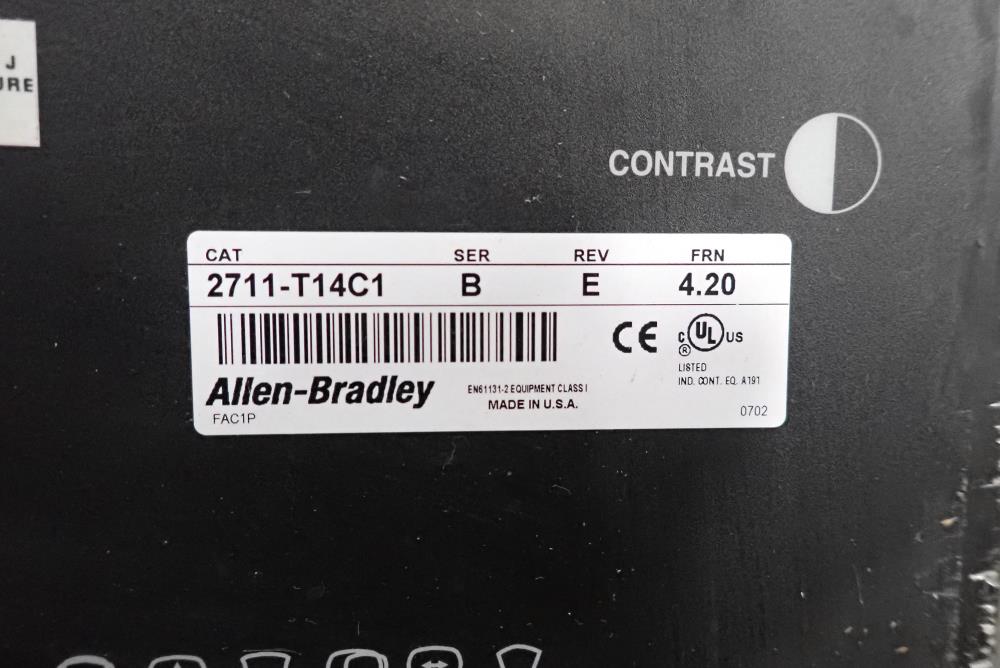 J
URE
CONTRAST
CAT SER REV FRN
2711-T14C1 B E 4.20
CE
C UL US
®
LISTED
IND. CONT. EQ. A191
Allen-Bradley
EN61131-2 EQUIPMENT CLASS I
MADE IN U.S.A.
FAC1P
0702